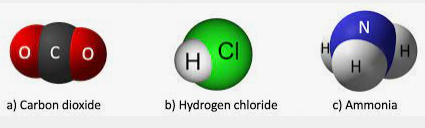 O C O
H Cl
N
H H H
a) Carbon dioxide
b) Hydrogen chloride
c) Ammonia